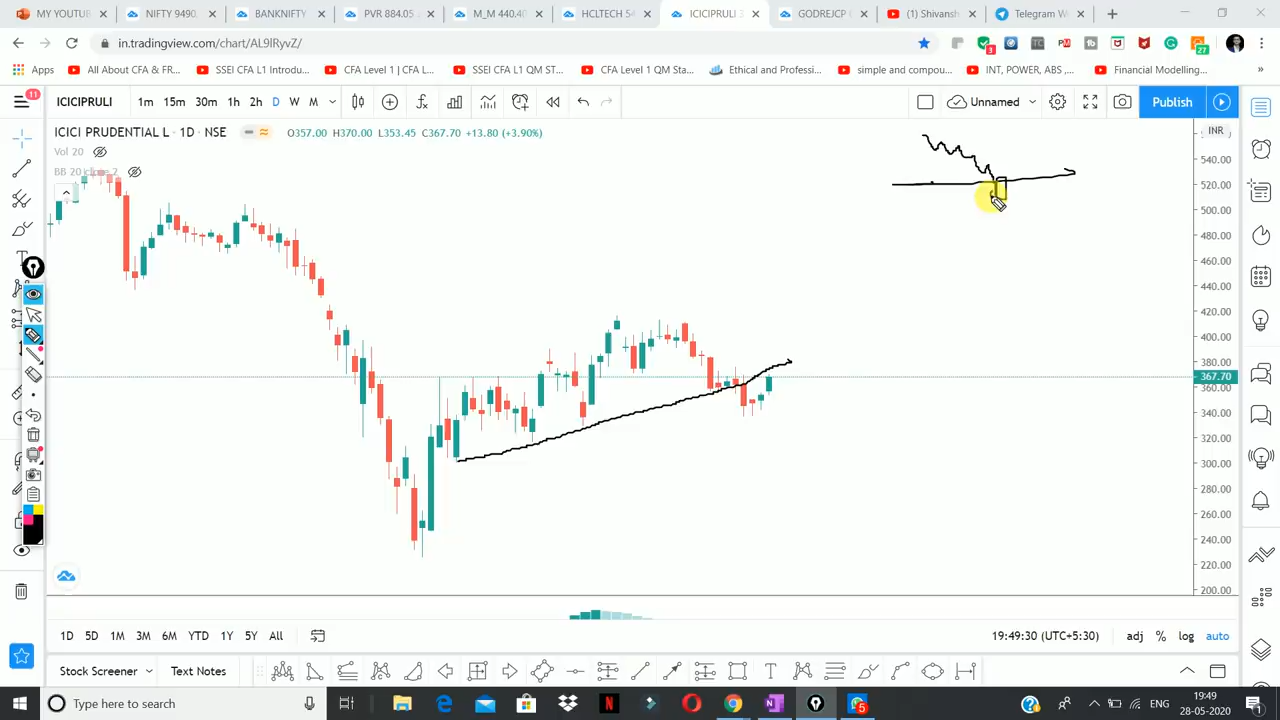 MY YOUTUB
NIFTY 9490.
BANKNIFTY
PVR 884.05
M_M 440.40
HCLTECH 54
ICICIPRULI 3
GODREJCP
(1) Shivansh
Telegram W
in.tradingview.com/chart/AL9lRyvZ/
3
27
Apps
All About CFA & FR...
SSEI CFA L1 Introdu...
CFA Level 1 | CFA L...
SSEI CFA L1 QM St...
CFA Level 1 QM Sta...
Ethical and Professi...
simple and compou...
INT, POWER, ABS ,...
Financial Modelling...
11
ICICIPRULI
1m 15m 30m 1h 2h D W M
Unnamed
Publish
ICICI PRUDENTIAL L · 1D · NSE
O357.00 H370.00 L353.45 C367.70 +13.80 (+3.90%)
INR
Vol 20
BB 20 close 2
540.00
520.00
500.00
480.00
460.00
440.00
420.00
400.00
380.00
367.70
360.00
340.00
320.00
300.00
280.00
260.00
240.00
220.00
200.00
1D 5D 1M 3M 6M YTD 1Y 5Y All
19:49:30 (UTC+5:30)
adj % log auto
Stock Screener
Text Notes
Type here to search
5
ENG
19:49
28-05-2020